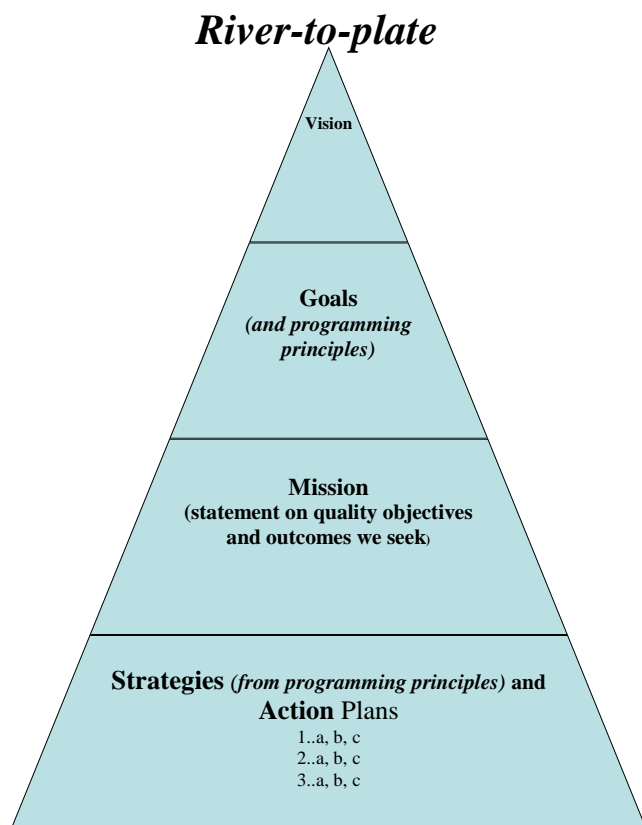 River-to-plate
Vision
Goals
(and programming
principles)
Mission
(statement on quality objectives
and outcomes we seek)
Strategies (from programming principles) and
Action Plans
1..a, b, c
2..a, b, c
3..a, b, c